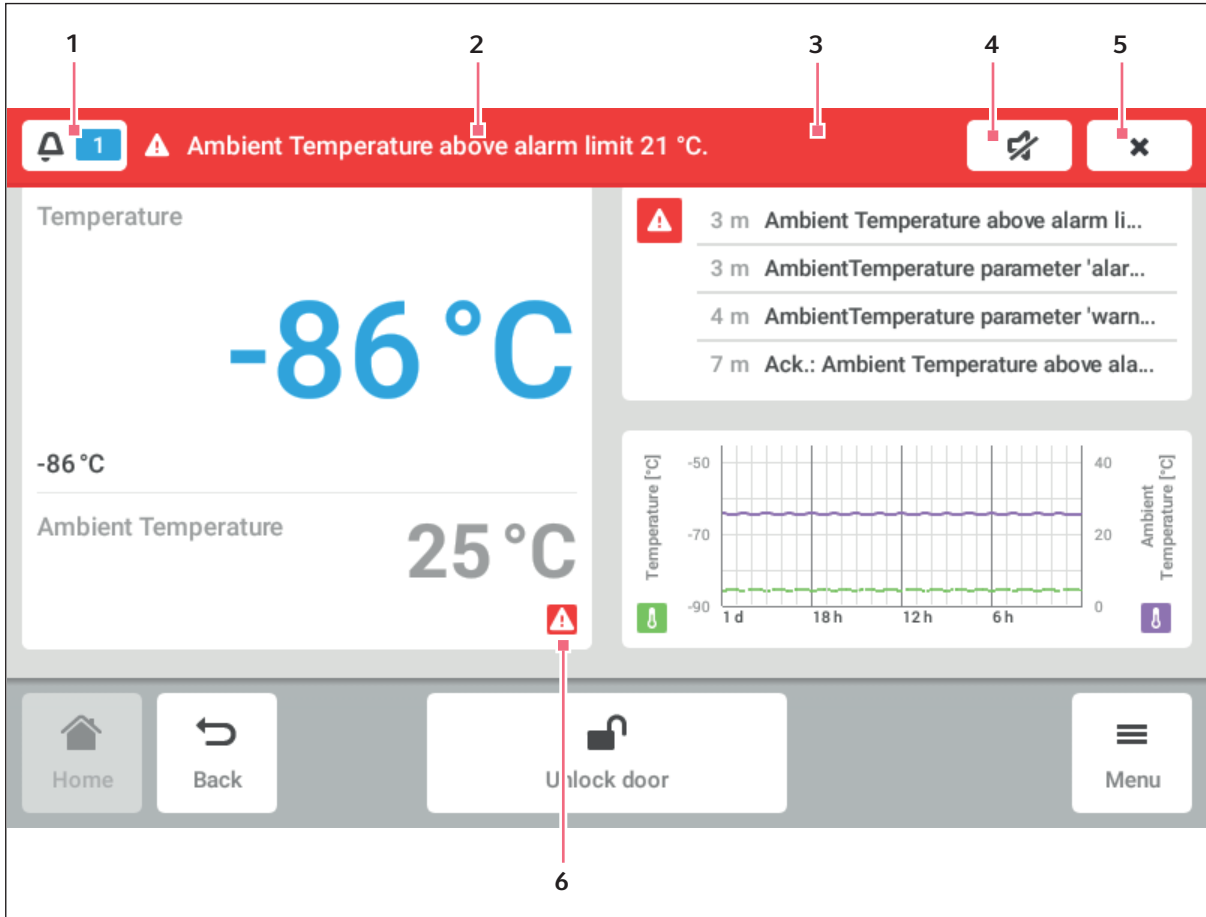 1 2 3 4 5
1 Ambient Temperature above alarm limit 21 °C.
Temperature
-86 °C
-86 °C
Ambient Temperature
25 °C
3 m Ambient Temperature above alarm li...
3 m AmbientTemperature parameter 'alar...
4 m AmbientTemperature parameter 'warn...
7 m Ack.: Ambient Temperature above ala...
Temperature [°C]
-50
-70
-90
1 d 18 h 12 h 6 h
40
20
0
Ambient
Temperature [°C]
Home
Back
Unlock door
Menu
6